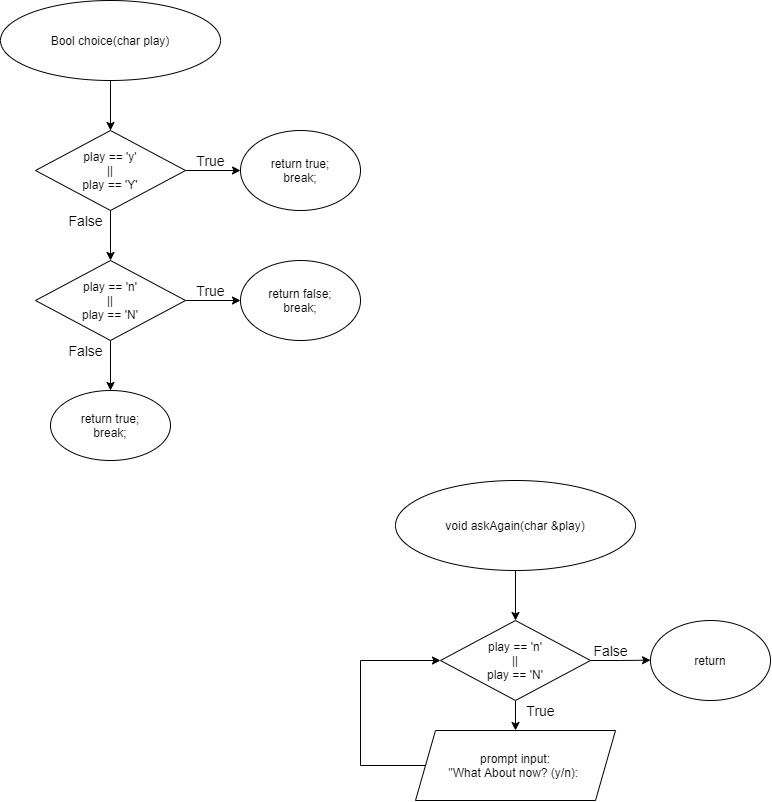 Bool choice(char play)
play == 'y'
||
play == 'Y'
True
return true;
break;
False
play == 'n'
||
play == 'N'
True
return false;
break;
False
return true;
break;
void askAgain(char &play)
play == 'n'
||
play == 'N'
False
return
True
prompt input:
"What About now? (y/n):